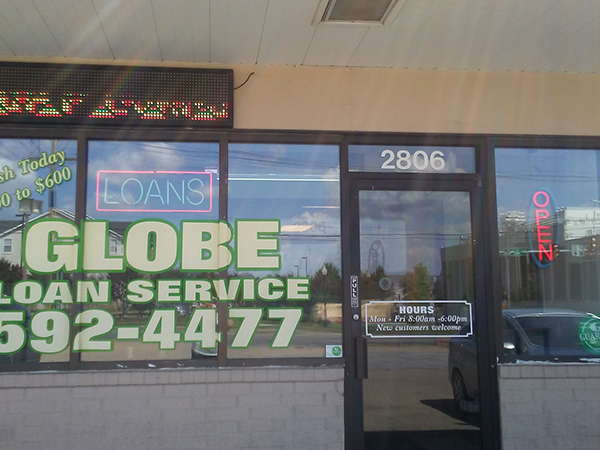 sh Today
0 to $600
LOANS
GLOBE
LOAN SERVICE
592-4477
2806
PULL
HOURS
Mon - Fri 8:00am -6:00pm
New customers welcome
OPEN